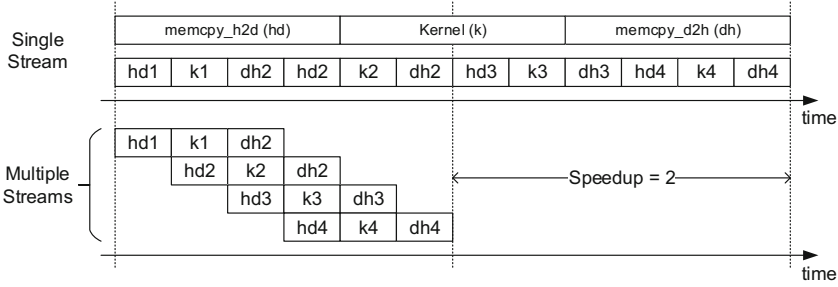 Single
Stream
memcpy_h2d (hd) Kernel (k) memcpy_d2h (dh)
hd1 k1 dh2 hd2 k2 dh2 hd3 k3 dh3 hd4 k4 dh4
time
Multiple
Streams
hd1 k1 dh2
hd2 k2 dh2
hd3 k3 dh3
hd4 k4 dh4
Speedup = 2
time